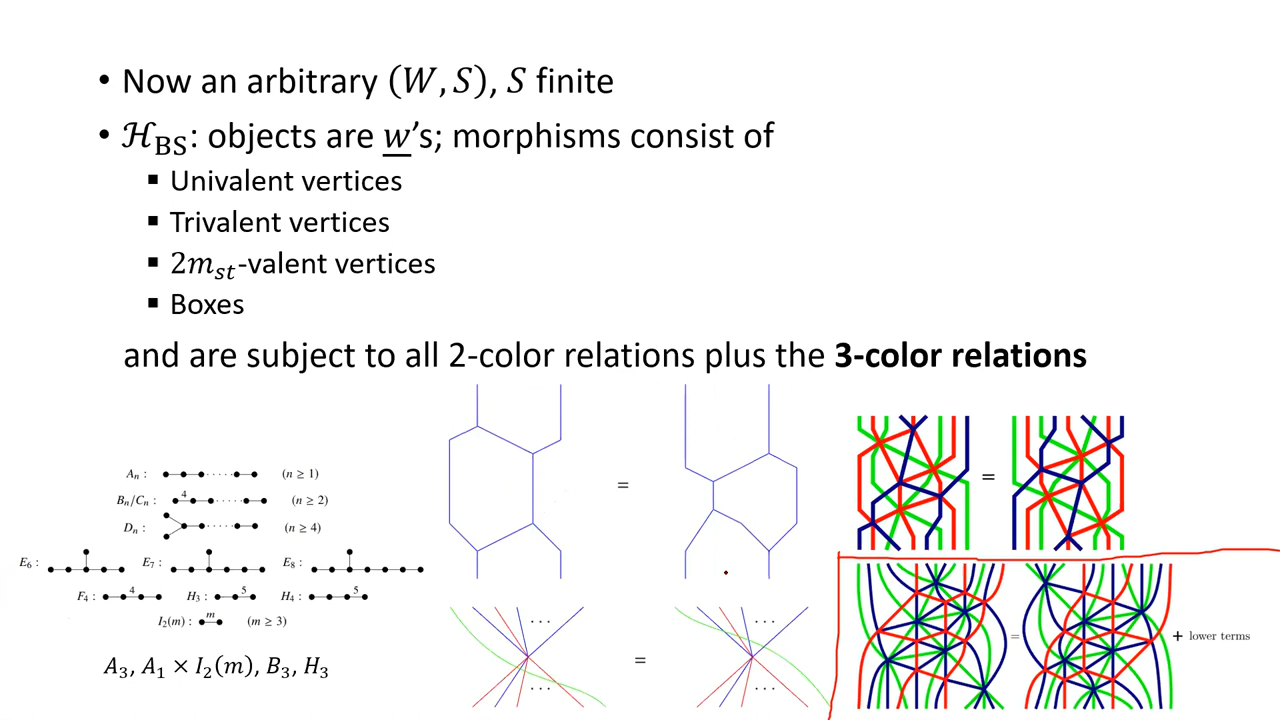 • Now an arbitrary (W, S), S finite
• ℋ_BS: objects are w̲'s; morphisms consist of
▪ Univalent vertices
▪ Trivalent vertices
▪ 2m_st-valent vertices
▪ Boxes
and are subject to all 2-color relations plus the 3-color relations
A_n : (n ≥ 1)
B_n/C_n : 4 (n ≥ 2)
D_n : (n ≥ 4)
E_6 : E_7 : E_8 :
F_4 : 4 H_3 : 5 H_4 : 5
I_2(m) : m (m ≥ 3)
A_3, A_1 × I_2(m), B_3, H_3
=
=
=
... ... = ... ...
= + lower terms